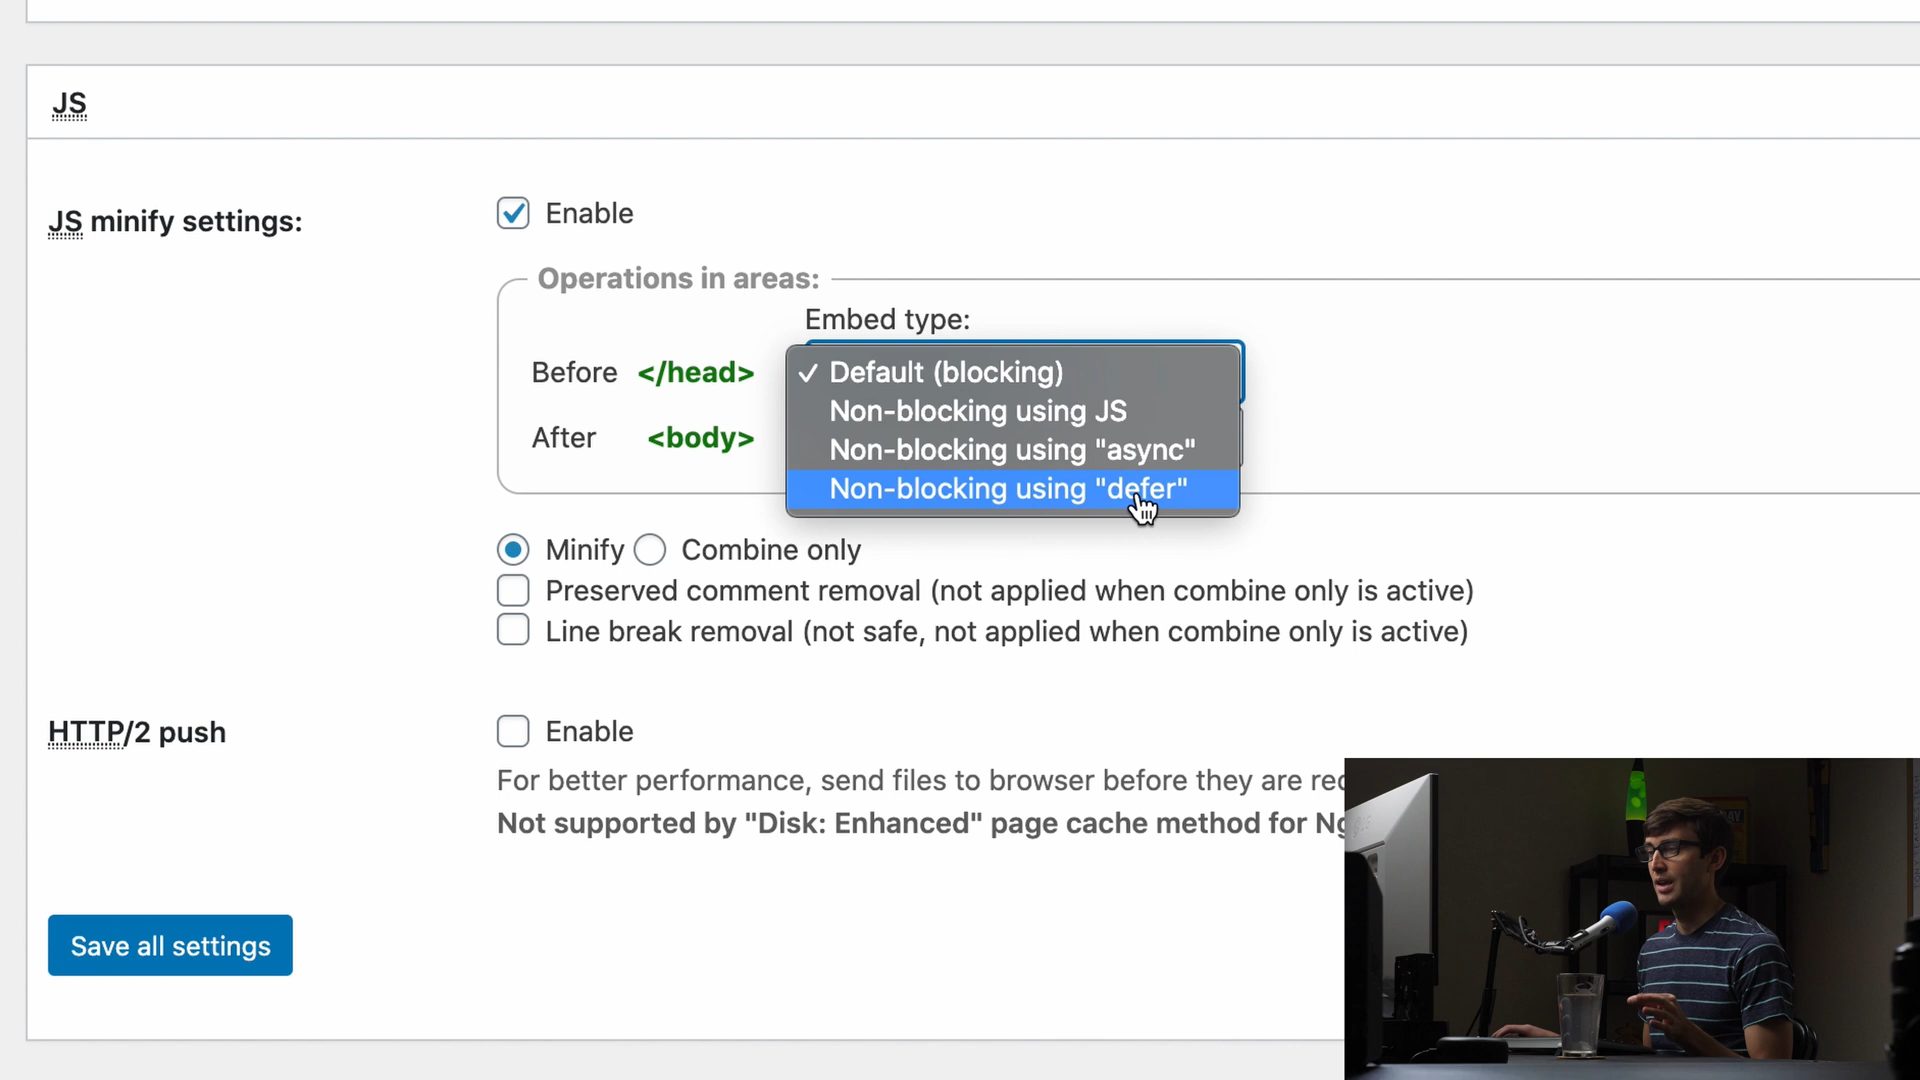 JS
JS minify settings:
Enable
Operations in areas:
Embed type:
Before </head>
✓ Default (blocking)
Non-blocking using JS
After <body>
Non-blocking using "async"
Non-blocking using "defer"
Minify
Combine only
Preserved comment removal (not applied when combine only is active)
Line break removal (not safe, not applied when combine only is active)
HTTP/2 push
Enable
For better performance, send files to browser before they are
Not supported by "Disk: Enhanced" page cache method for
Save all settings